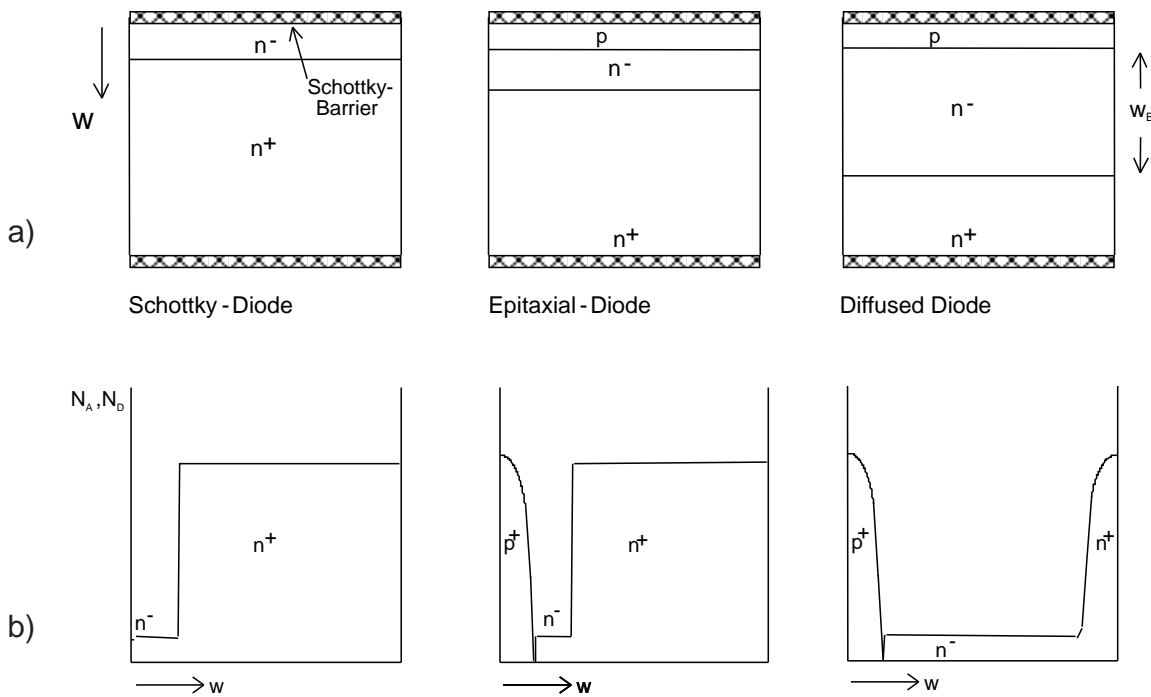 n-
p
n-
p
Schottky-
Barrier
W
n+
n-
w_B
a)
n+
n+
Schottky - Diode
Epitaxial - Diode
Diffused Diode
N_A ,N_D
n+
p+
n+
p+
n+
n-
n-
n-
b)
w
w
w